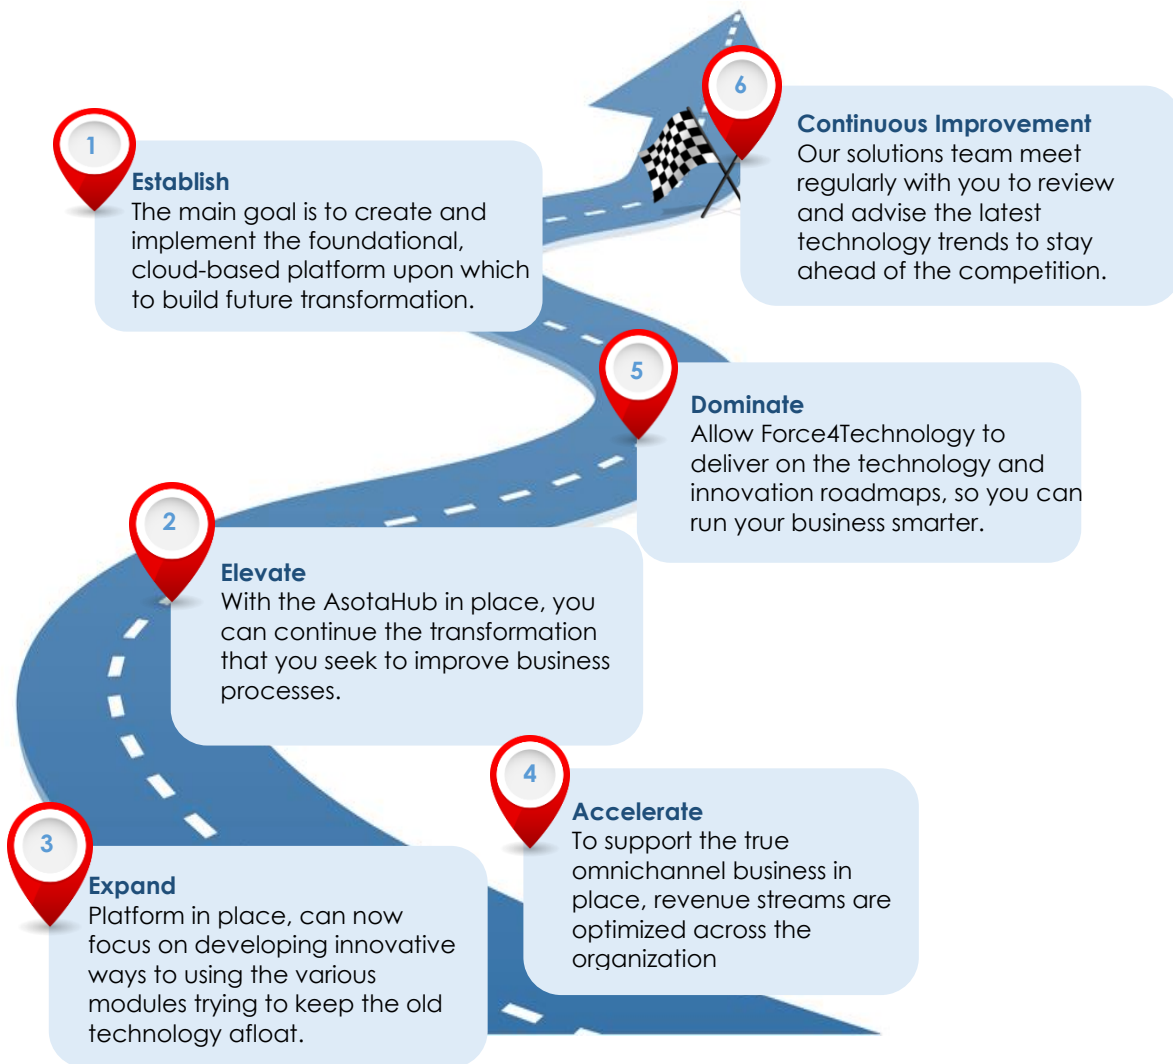 1
Establish
The main goal is to create and
implement the foundational,
cloud-based platform upon which
to build future transformation.
2
Elevate
With the AsotaHub in place, you
can continue the transformation
that you seek to improve business
processes.
3
Expand
Platform in place, can now
focus on developing innovative
ways to using the various
modules trying to keep the old
technology afloat.
4
Accelerate
To support the true
omnichannel business in
place, revenue streams are
optimized across the
organization
5
Dominate
Allow Force4Technology to
deliver on the technology and
innovation roadmaps, so you can
run your business smarter.
6
Continuous Improvement
Our solutions team meet
regularly with you to review
and advise the latest
technology trends to stay
ahead of the competition.